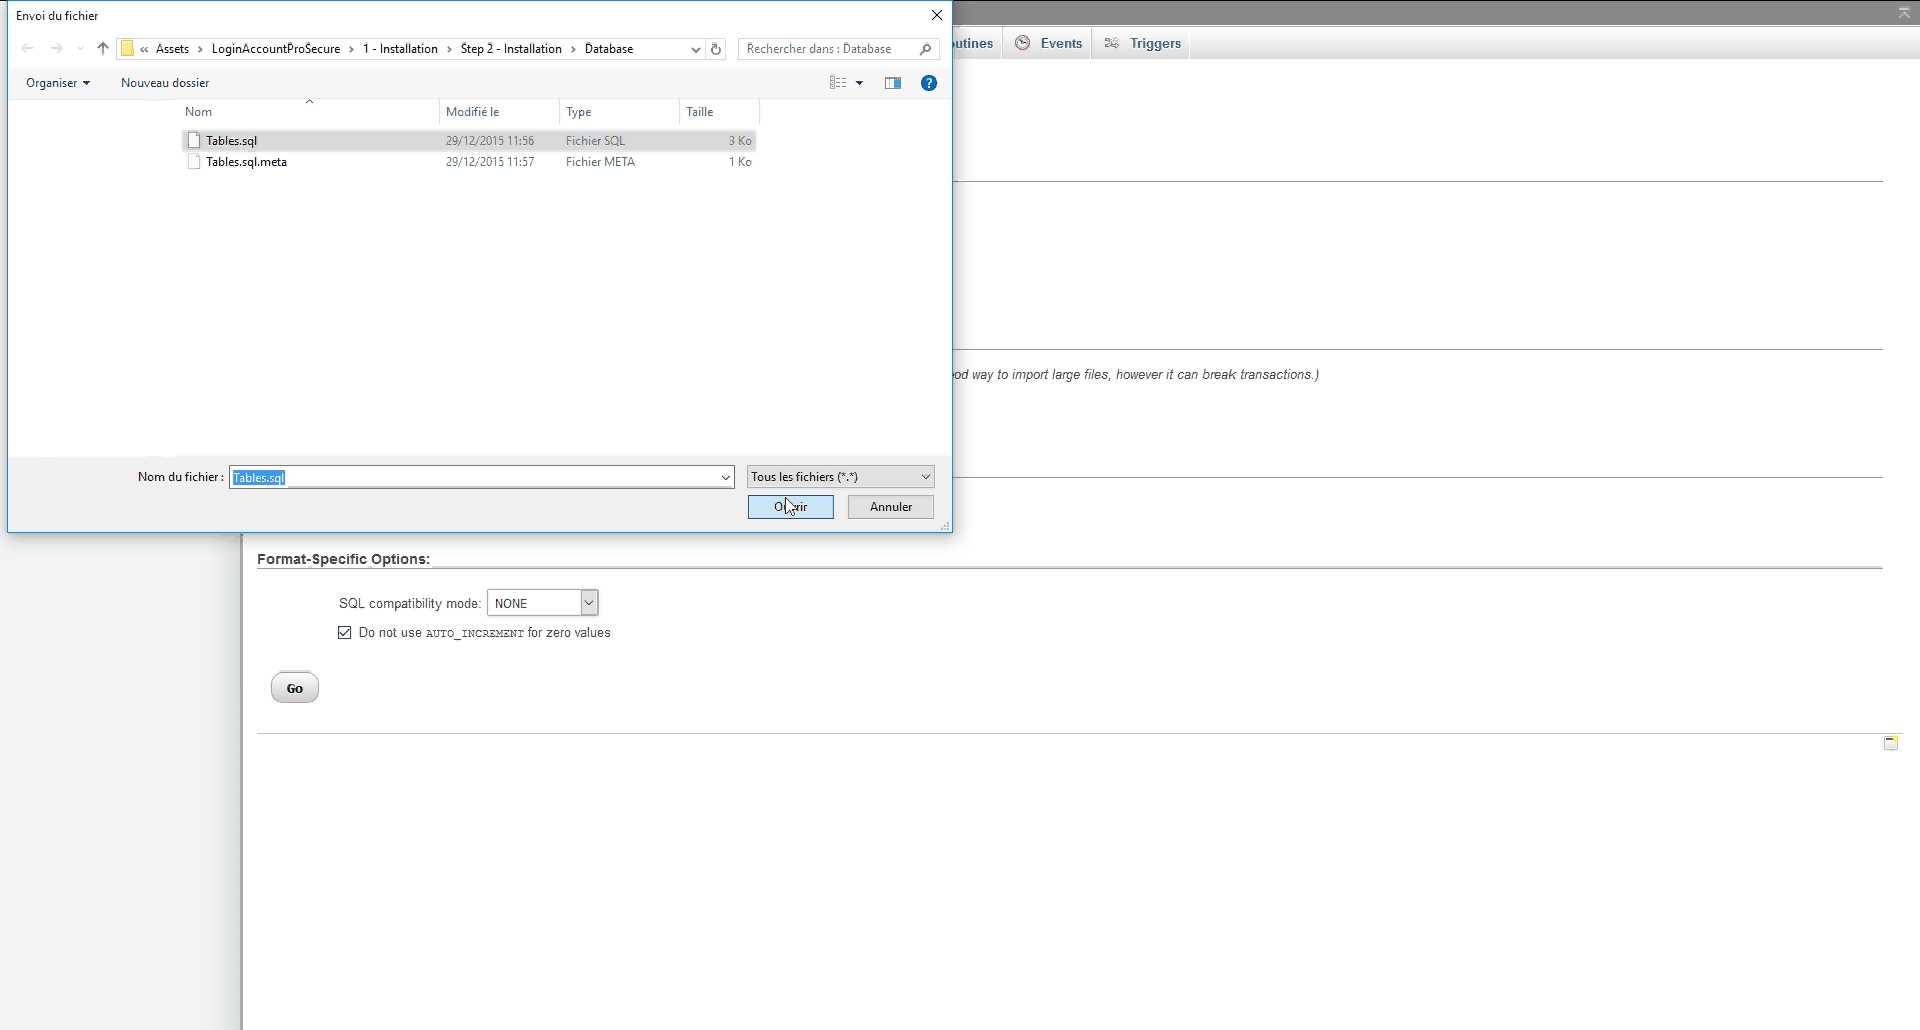 Envoi du fichier
« Assets › LoginAccountProSecure › 1 - Installation › Step 2 - Installation › Database
Rechercher dans : Database
Organiser
Nouveau dossier
Nom
Modifié le
Type
Taille
Tables.sql
29/12/2015 11:56
Fichier SQL
3 Ko
Tables.sql.meta
29/12/2015 11:57
Fichier META
1 Ko
Nom du fichier :
Tables.sql
Tous les fichiers (*.*)
Annuler
Events
Triggers
way to import large files, however it can break transactions.)
Format-Specific Options:
SQL compatibility mode:
NONE
Do not use AUTO_INCREMENT for zero values
Go